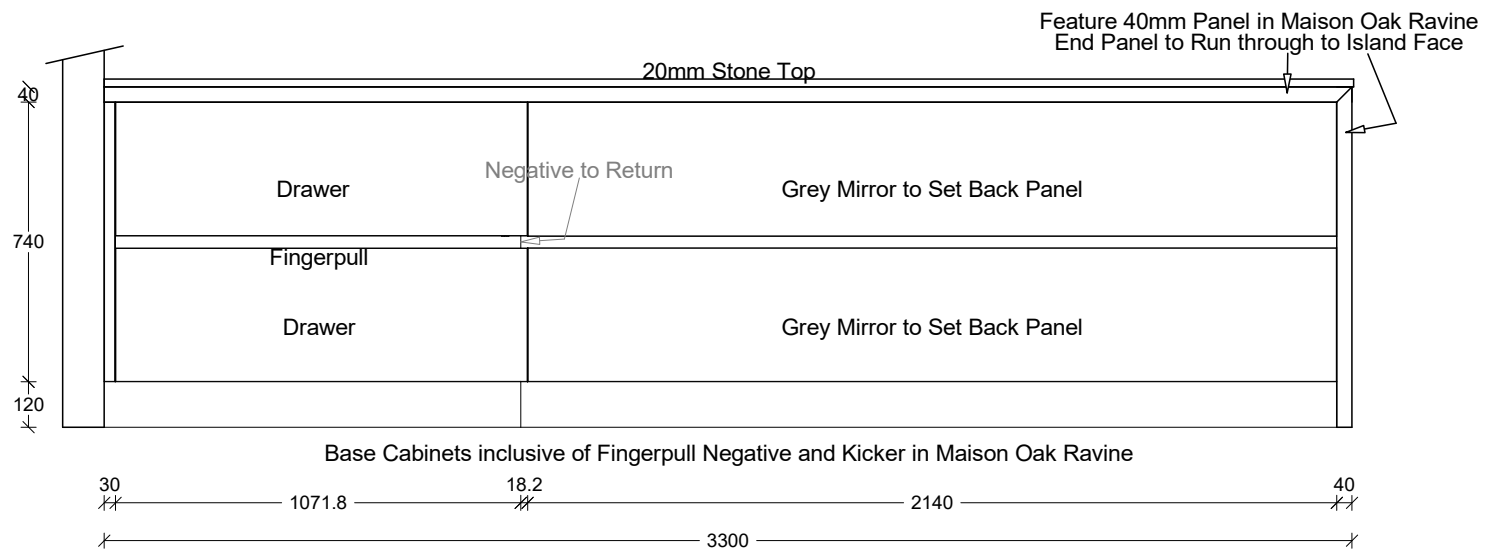 Feature 40mm Panel in Maison Oak Ravine
End Panel to Run through to Island Face
20mm Stone Top
40
Negative to Return
Drawer
Grey Mirror to Set Back Panel
740
Fingerpull
Drawer
Grey Mirror to Set Back Panel
120
Base Cabinets inclusive of Fingerpull Negative and Kicker in Maison Oak Ravine
30
18.2
40
1071.8
2140
3300